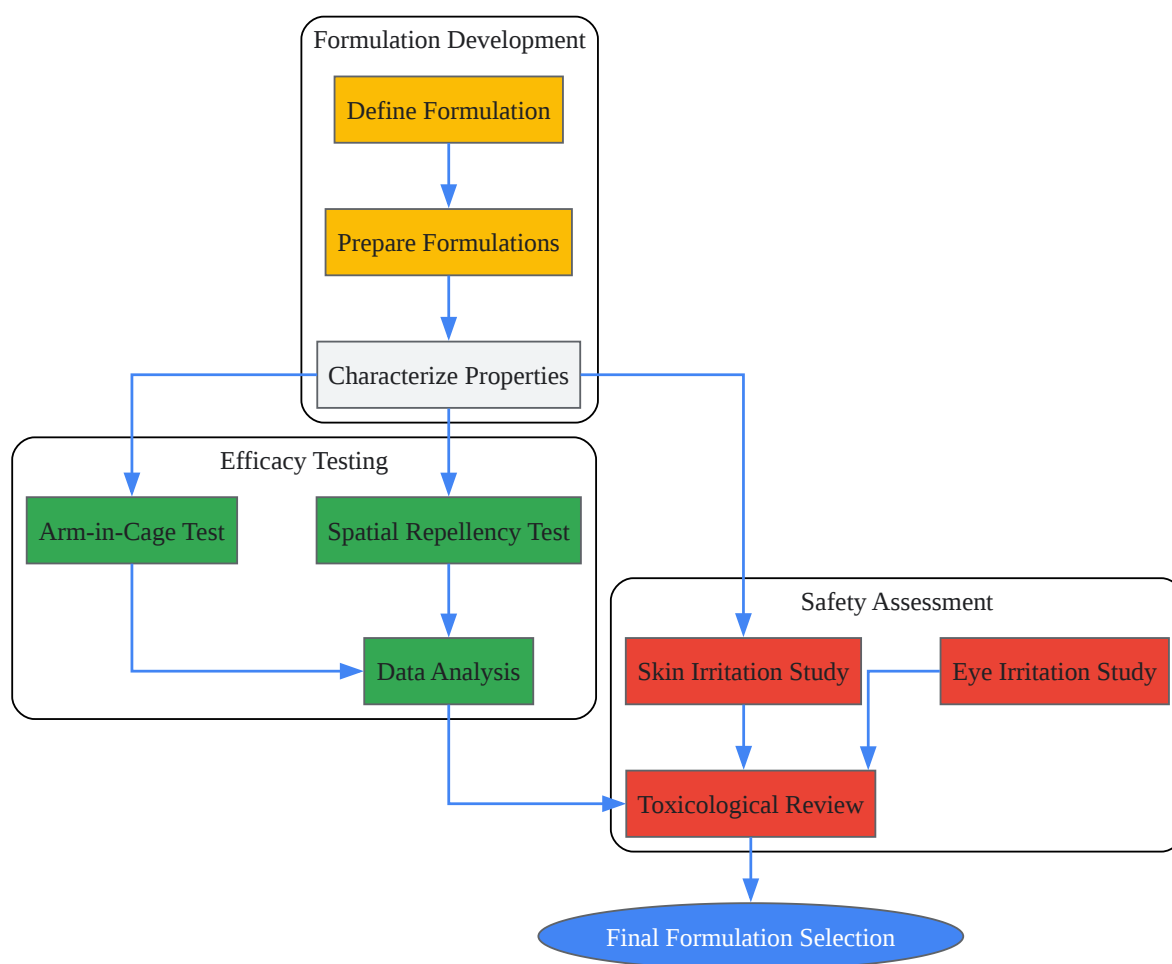 Formulation Development
Define Formulation
Prepare Formulations
Characterize Properties
Efficacy Testing
Arm-in-Cage Test
Spatial Repellency Test
Data Analysis
Safety Assessment
Skin Irritation Study
Eye Irritation Study
Toxicological Review
Final Formulation Selection